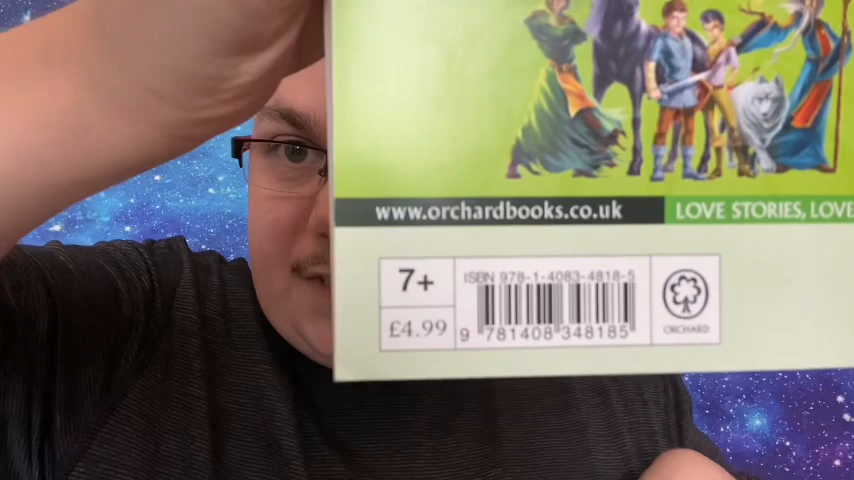 www.orchardbooks.co.uk
LOVE STORIES, LOVE
7+
£4.99
ISBN 978-1-4083-4818-5
9 781408 348185
ORCHARD